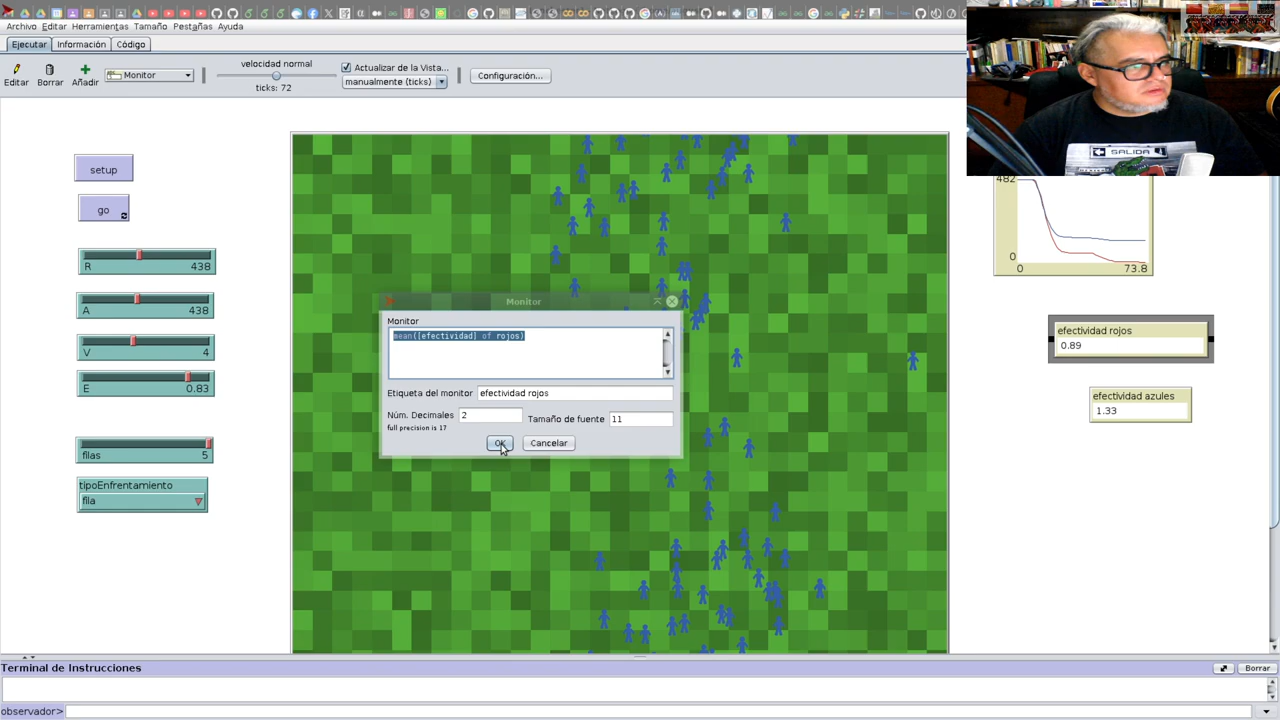 Archivo Editar Herramientas Tamaño Pestañas Ayuda
Ejecutar Información Código
Editar Borrar Añadir
Monitor
velocidad normal
ticks: 72
Actualizar de la Vista...
manualmente (ticks)
Configuración...
SALIDA
setup
go
R 438
A 438
V 4
E 0.83
filas 5
tipoEnfrentamiento
fila
Monitor
Monitor
mean([efectividad] of rojos)
Etiqueta del monitor efectividad rojos
Núm. Decimales 2
full precision is 17
Tamaño de fuente 11
OK Cancelar
482
0
0 73.8
efectividad rojos
0.89
efectividad azules
1.33
Terminal de Instrucciones
Borrar
observador>